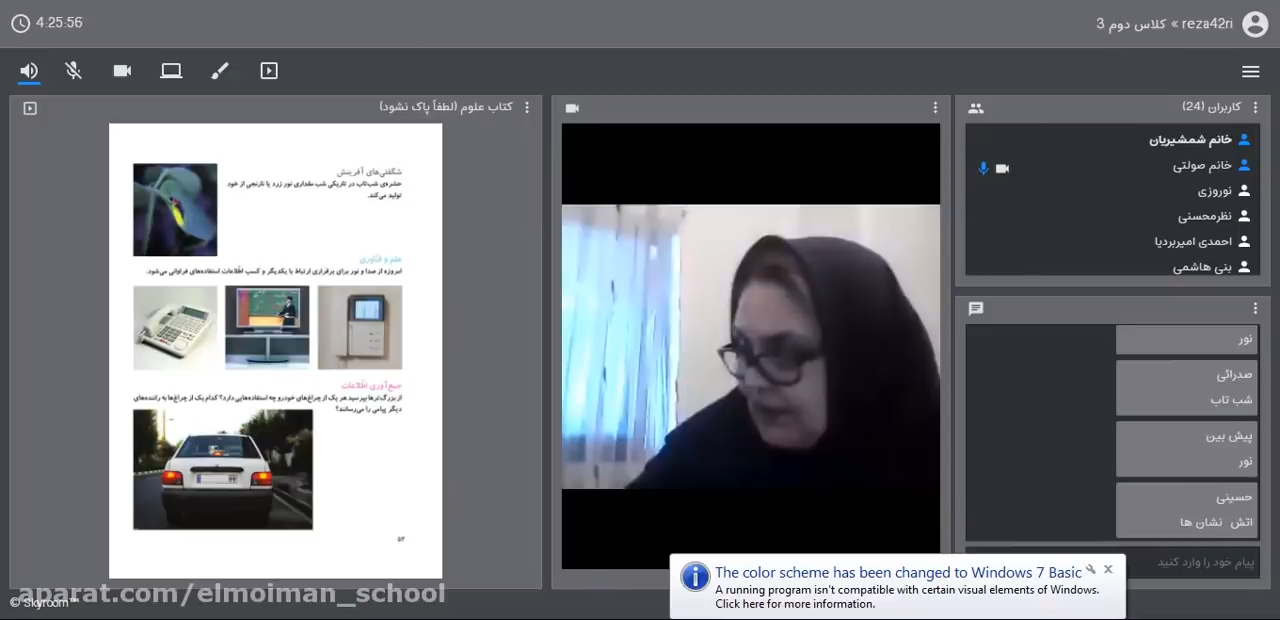 4:25:56
reza42ri » کلاس دوم 3
کتاب علوم (لطفاً پاک نشود)
شگفتی‌های آفرینش
حشره‌ی شب‌تاب در تاریکی شب مقداری نور زرد یا نارنجی از خود
تولید می‌کند.
علم و فنّاوری
امروزه از صدا و نور برای برقراری ارتباط با یکدیگر و کسب اطّلاعات استفاده‌های فراوانی می‌شود.
جمع‌آوری اطّلاعات
از بزرگ‌ترها بپرسید هر یک از چراغ‌های خودرو چه استفاده‌هایی دارد؟ کدام یک از چراغ‌ها به راننده‌های
دیگر پیامی را می‌رسانند؟
۵۳
کاربران (24)
خانم شمشیریان
خانم صولتی
نوروزی
نظرمحسنی
احمدی امیربردیا
بنی هاشمی
نور
صدرائی
شب تاب
پیش بین
نور
حسینی
اتش نشان ها
پیام خود را وارد کنید
The color scheme has been changed to Windows 7 Basic
A running program isn't compatible with certain visual elements of Windows.
Click here for more information.
aparat.com/elmoiman_school
© Skyroom™